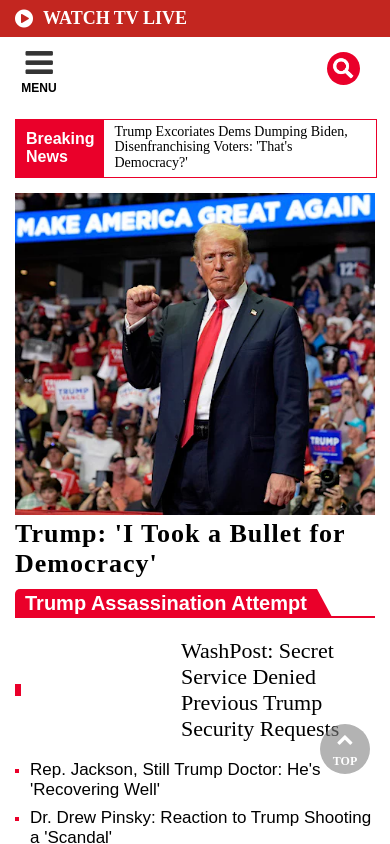 WATCH TV LIVE
MENU
Breaking
News
Trump Excoriates Dems Dumping Biden,
Disenfranchising Voters: 'That's
Democracy?'
MAKE AMERICA GREAT AGAIN
TRUMP
VANCE
TRUMP
Trump: 'I Took a Bullet for
Democracy'
Trump Assassination Attempt
WashPost: Secret
Service Denied
Previous Trump
Security Requests
TOP
Rep. Jackson, Still Trump Doctor: He's
'Recovering Well'
Dr. Drew Pinsky: Reaction to Trump Shooting
a 'Scandal'